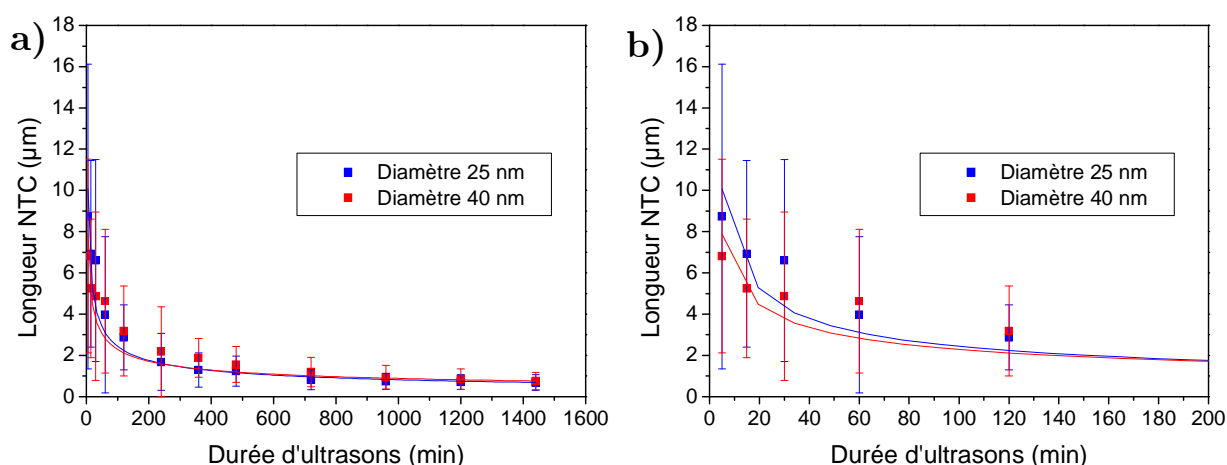 a)
18
16
14
12
10
8
6
4
2
0
Longueur NTC (µm)
Diamètre 25 nm
Diamètre 40 nm
0 200 400 600 800 1000 1200 1400 1600
Durée d'ultrasons (min)
b)
18
16
14
12
10
8
6
4
2
0
Longueur NTC (µm)
Diamètre 25 nm
Diamètre 40 nm
0 20 40 60 80 100 120 140 160 180 200
Durée d'ultrasons (min)